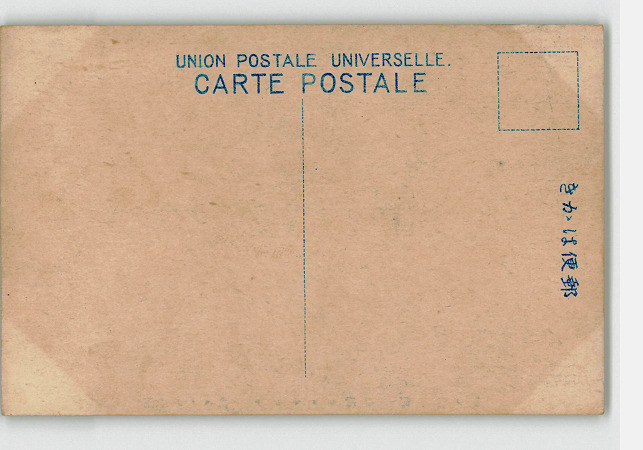 UNION POSTALE UNIVERSELLE.
CARTE POSTALE
きかは便郵